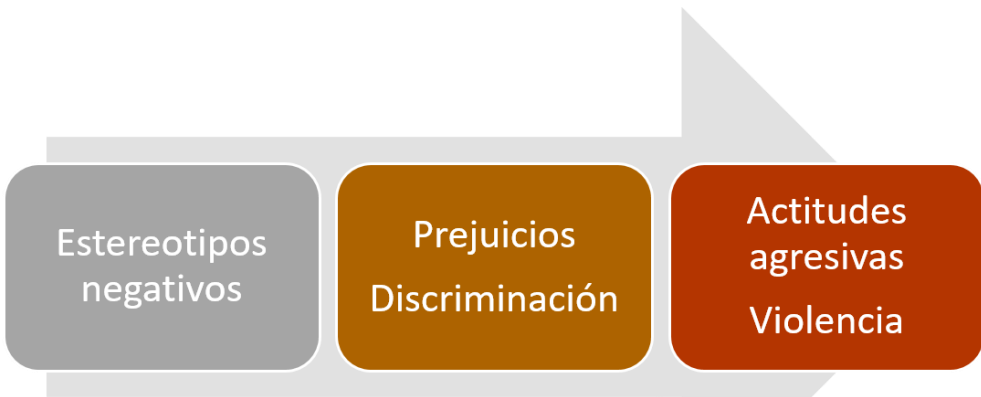 Estereotipos
negativos
Prejuicios
Discriminación
Actitudes
agresivas
Violencia